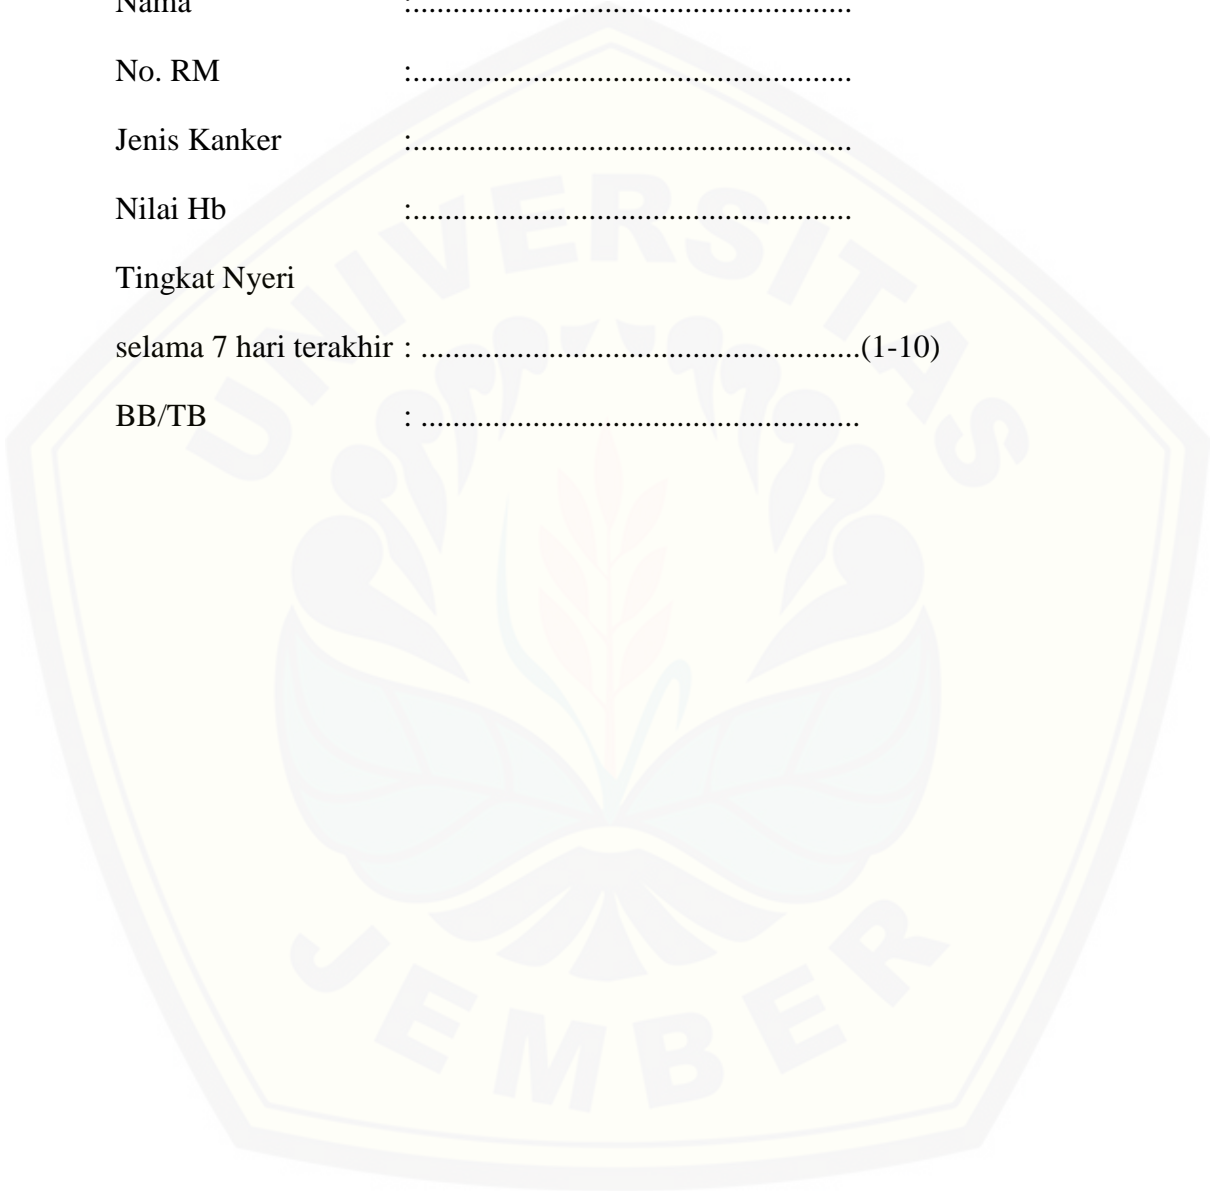 Nama :.......................................................
No. RM :.......................................................
Jenis Kanker :.......................................................
Nilai Hb :.......................................................
Tingkat Nyeri
selama 7 hari terakhir : .......................................................(1-10)
BB/TB : .......................................................
UNIVERSITAS
JEMBER